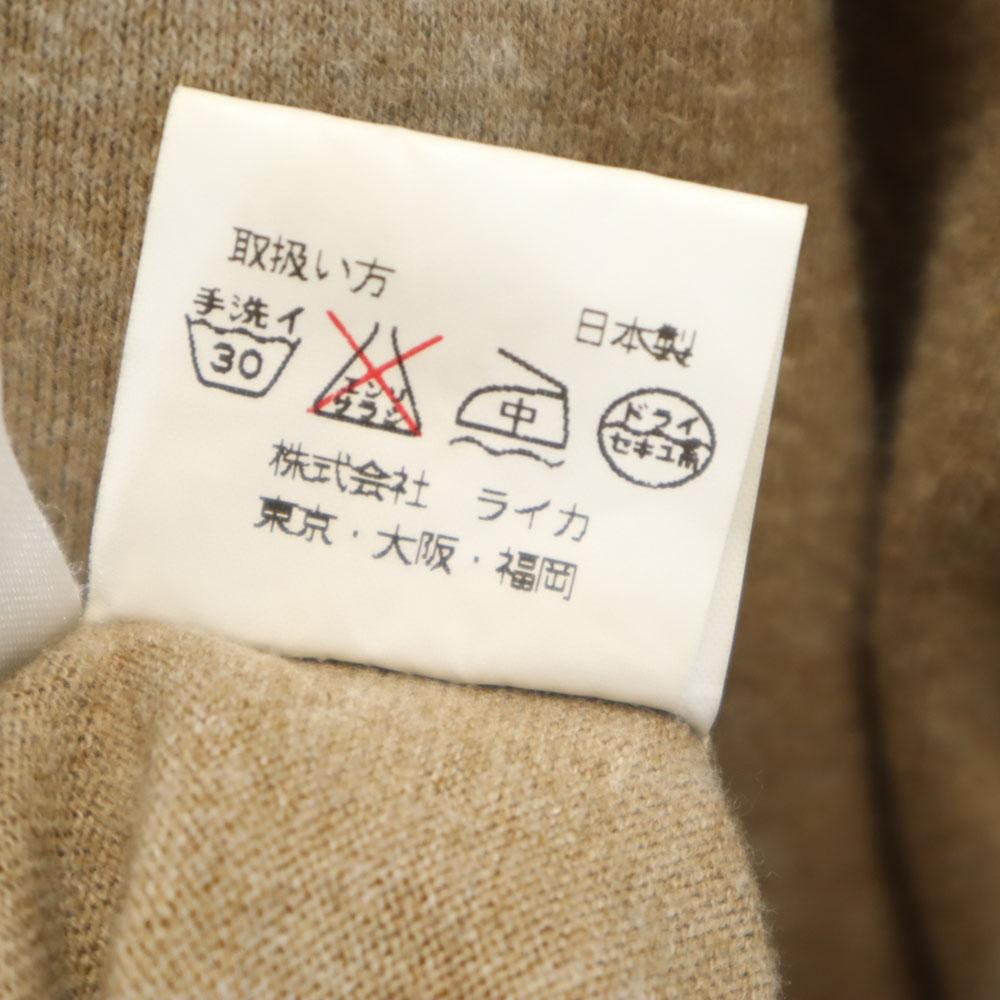 取扱い方
日本製
手洗イ
30
エンソ
サラシ
中
ドライ
セキユ系
株式会社 ライカ
東京・大阪・福岡